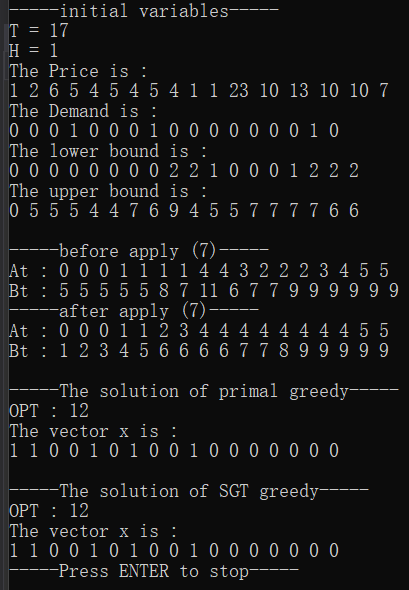 -----initial variables-----
T = 17
H = 1
The Price is :
1 2 6 5 4 5 4 5 4 1 1 23 10 13 10 10 7
The Demand is :
0 0 0 1 0 0 0 1 0 0 0 0 0 0 0 1 0
The lower bound is :
0 0 0 0 0 0 0 0 2 2 1 0 0 0 1 2 2 2
The upper bound is :
0 5 5 5 4 4 7 6 9 4 5 5 7 7 7 7 6 6
-----before apply (7)-----
At : 0 0 0 1 1 1 1 4 4 3 2 2 2 3 4 5 5
Bt : 5 5 5 5 5 8 7 11 6 7 7 9 9 9 9 9 9
-----after apply (7)-----
At : 0 0 0 1 1 2 3 4 4 4 4 4 4 4 4 5 5
Bt : 1 2 3 4 5 6 6 6 6 7 7 8 9 9 9 9 9
-----The solution of primal greedy-----
OPT : 12
The vector x is :
1 1 0 0 1 0 1 0 0 1 0 0 0 0 0 0 0
-----The solution of SGT greedy-----
OPT : 12
The vector x is :
1 1 0 0 1 0 1 0 0 1 0 0 0 0 0 0 0
-----Press ENTER to stop-----